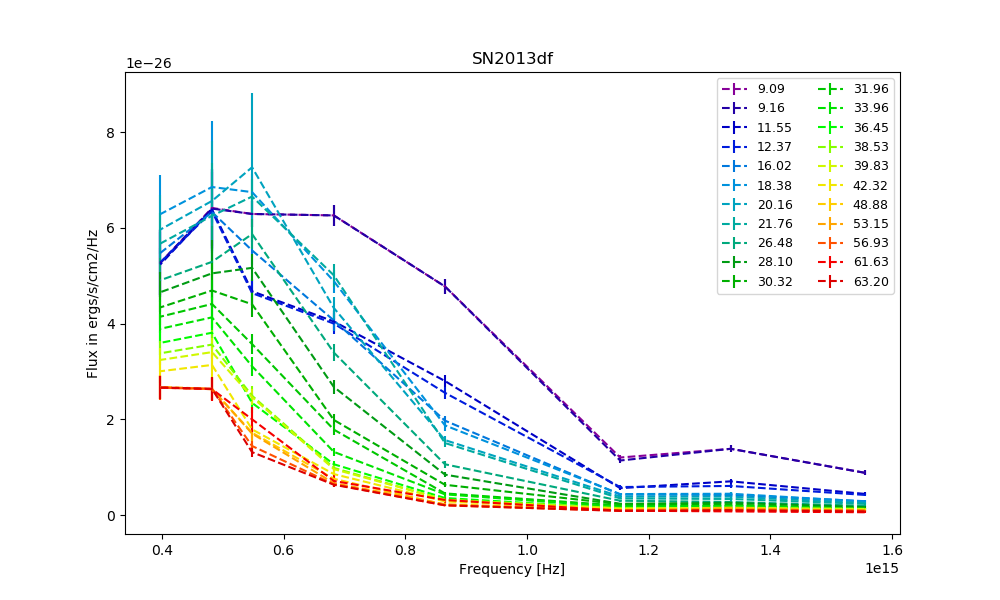 SN2013df
1e−26
Flux in ergs/s/cm2/Hz
8
6
4
2
0
0.4 0.6 0.8 1.0 1.2 1.4 1.6
1e15
Frequency [Hz]
9.09 31.96
9.16 33.96
11.55 36.45
12.37 38.53
16.02 39.83
18.38 42.32
20.16 48.88
21.76 53.15
26.48 56.93
28.10 61.63
30.32 63.20